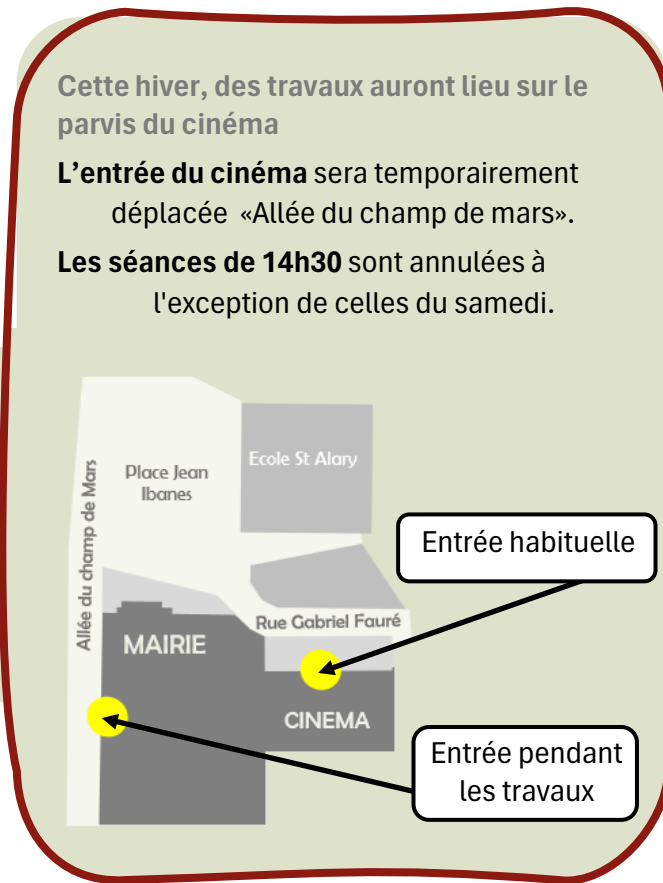 Cette hiver, des travaux auront lieu sur le
parvis du cinéma
L’entrée du cinéma sera temporairement
déplacée «Allée du champ de mars».
Les séances de 14h30 sont annulées à
l'exception de celles du samedi.
Ecole St Alary
Place Jean
Ibanes
Allée du champ de Mars
Entrée habituelle
Rue Gabriel Fauré
MAIRIE
CINEMA
Entrée pendant
les travaux